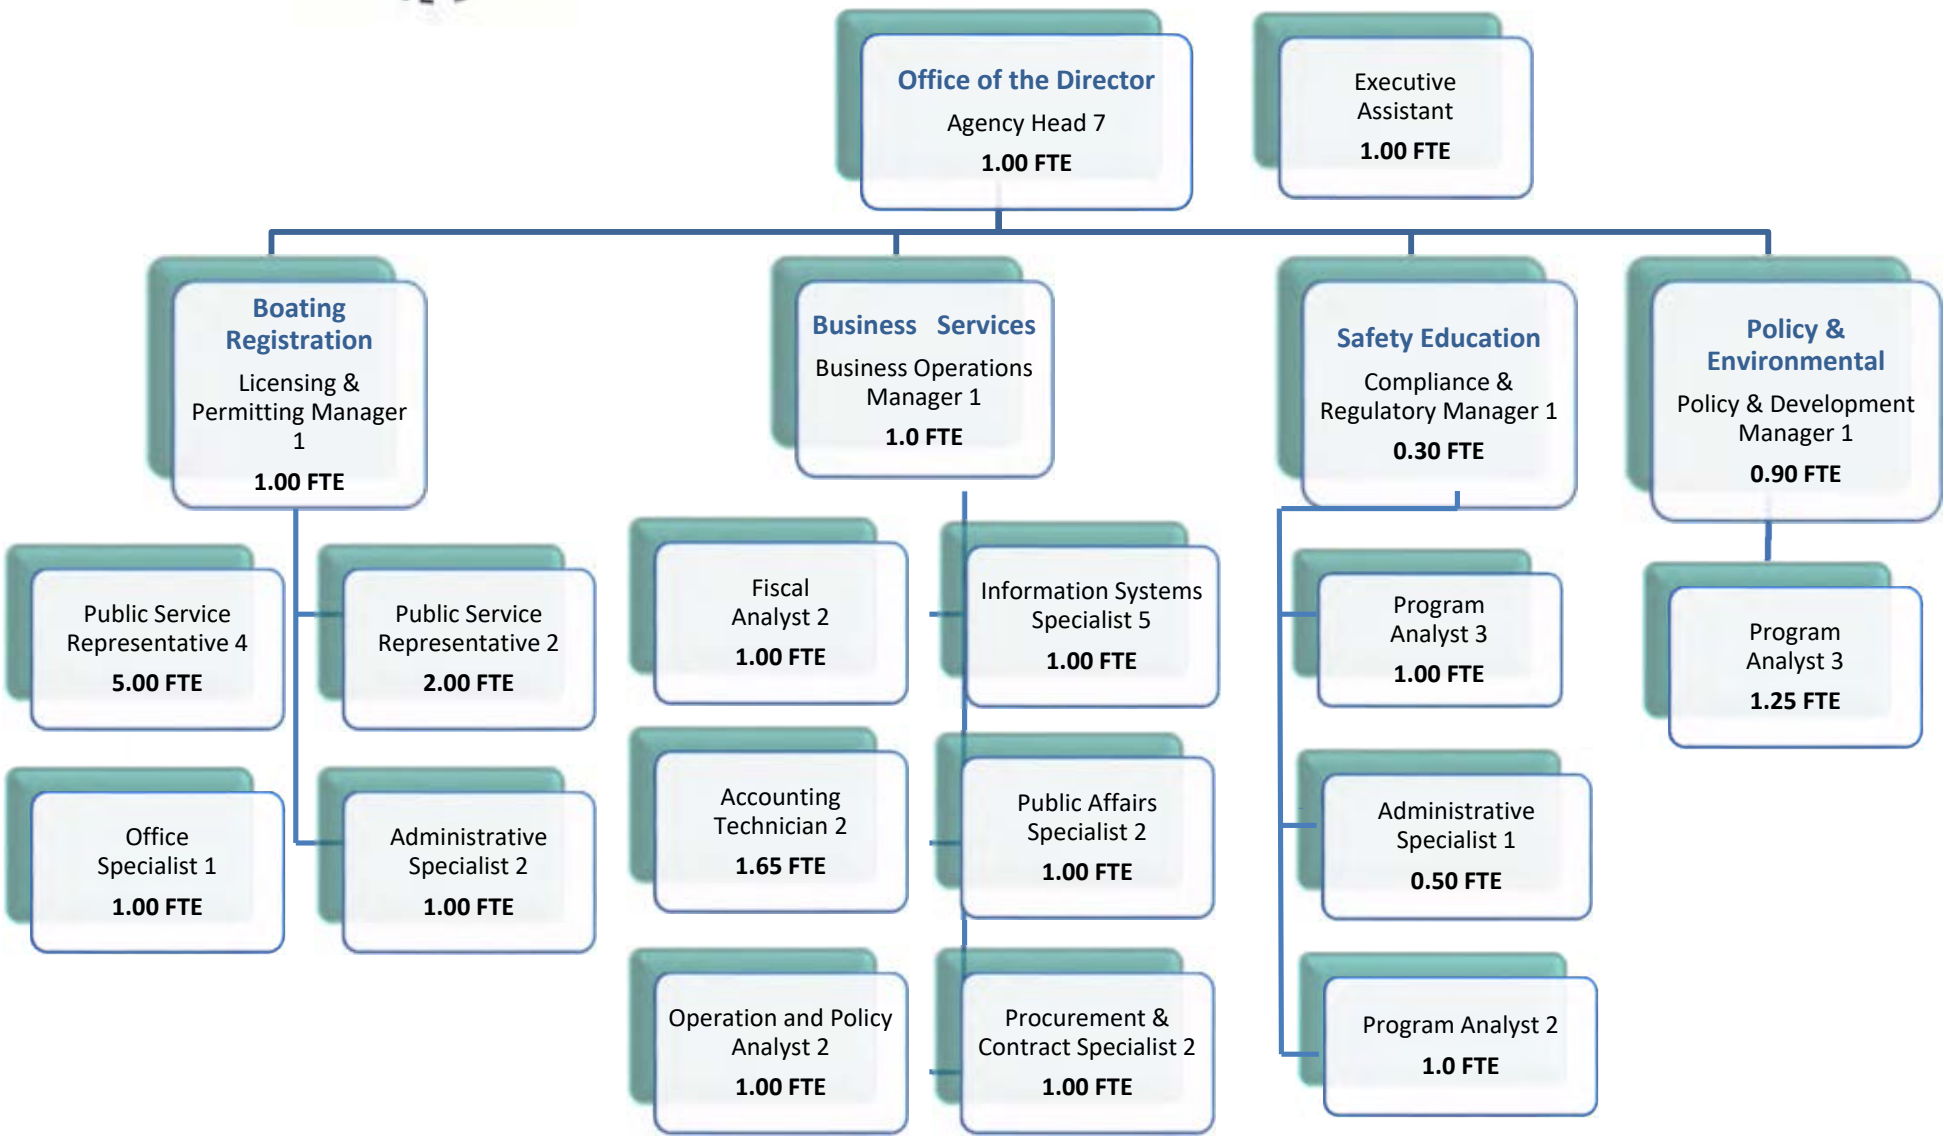 Office of the Director
Agency Head 7
1.00 FTE
Executive
Assistant
1.00 FTE
Boating
Registration
Licensing &
Permitting Manager
1
1.00 FTE
Business Services
Business Operations
Manager 1
1.0 FTE
Safety Education
Compliance &
Regulatory Manager 1
0.30 FTE
Policy &
Environmental
Policy & Development
Manager 1
0.90 FTE
Public Service
Representative 4
5.00 FTE
Public Service
Representative 2
2.00 FTE
Office
Specialist 1
1.00 FTE
Administrative
Specialist 2
1.00 FTE
Fiscal
Analyst 2
1.00 FTE
Information Systems
Specialist 5
1.00 FTE
Accounting
Technician 2
1.65 FTE
Public Affairs
Specialist 2
1.00 FTE
Operation and Policy
Analyst 2
1.00 FTE
Procurement &
Contract Specialist 2
1.00 FTE
Program
Analyst 3
1.00 FTE
Administrative
Specialist 1
0.50 FTE
Program Analyst 2
1.0 FTE
Program
Analyst 3
1.25 FTE